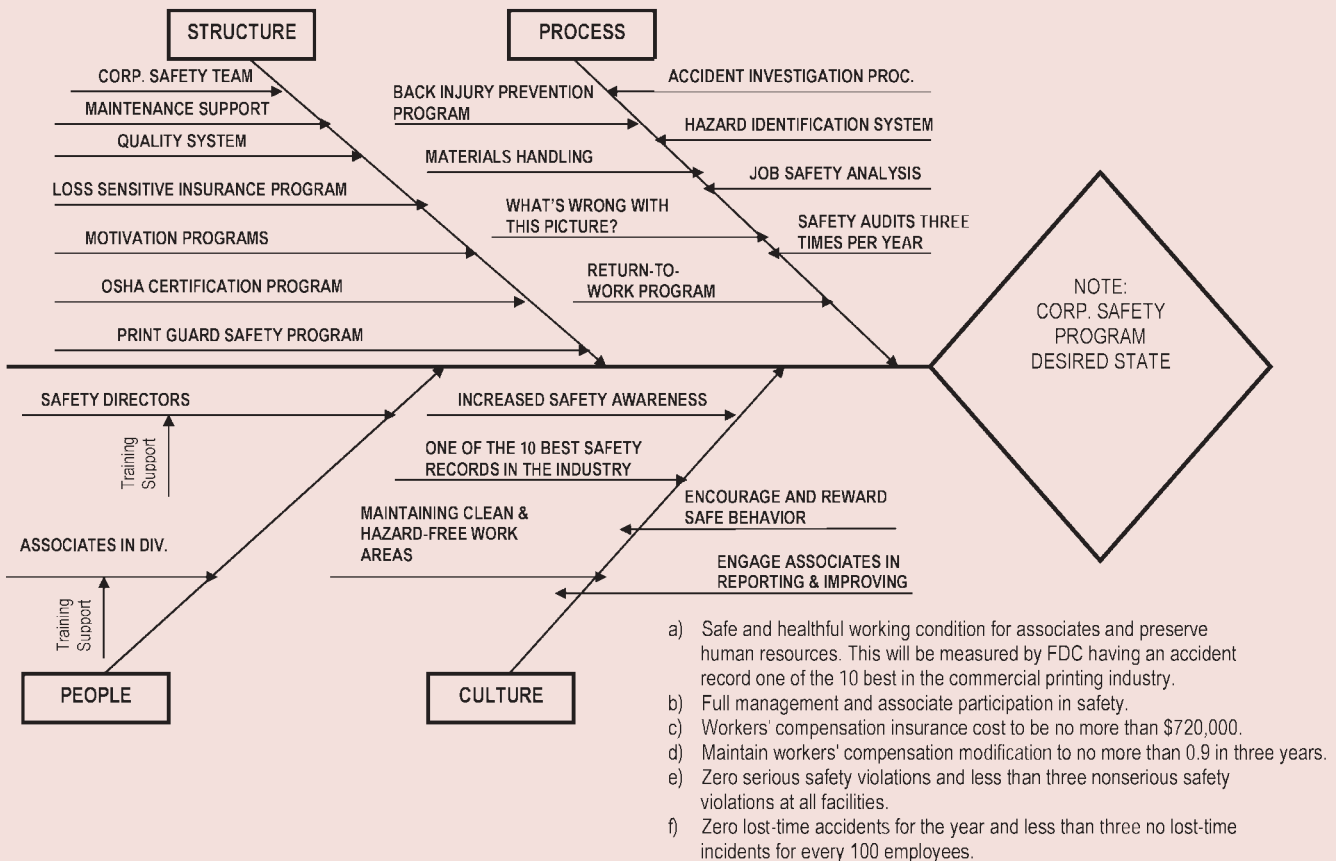 STRUCTURE
CORP. SAFETY TEAM
MAINTENANCE SUPPORT
QUALITY SYSTEM
LOSS SENSITIVE INSURANCE PROGRAM
MOTIVATION PROGRAMS
OSHA CERTIFICATION PROGRAM
PRINT GUARD SAFETY PROGRAM
PROCESS
BACK INJURY PREVENTION
PROGRAM
MATERIALS HANDLING
WHAT'S WRONG WITH
THIS PICTURE?
RETURN-TO-
WORK PROGRAM
ACCIDENT INVESTIGATION PROC.
HAZARD IDENTIFICATION SYSTEM
JOB SAFETY ANALYSIS
SAFETY AUDITS THREE
TIMES PER YEAR
NOTE:
CORP. SAFETY
PROGRAM
DESIRED STATE
SAFETY DIRECTORS
Training
Support
ASSOCIATES IN DIV.
Training
Support
PEOPLE
INCREASED SAFETY AWARENESS
ONE OF THE 10 BEST SAFETY
RECORDS IN THE INDUSTRY
MAINTAINING CLEAN &
HAZARD-FREE WORK
AREAS
ENCOURAGE AND REWARD
SAFE BEHAVIOR
ENGAGE ASSOCIATES IN
REPORTING & IMPROVING
CULTURE
a) Safe and healthful working condition for associates and preserve
human resources. This will be measured by FDC having an accident
record one of the 10 best in the commercial printing industry.
b) Full management and associate participation in safety.
c) Workers' compensation insurance cost to be no more than $720,000.
d) Maintain workers' compensation modification to no more than 0.9 in three years.
e) Zero serious safety violations and less than three nonserious safety
violations at all facilities.
f) Zero lost-time accidents for the year and less than three no lost-time
incidents for every 100 employees.